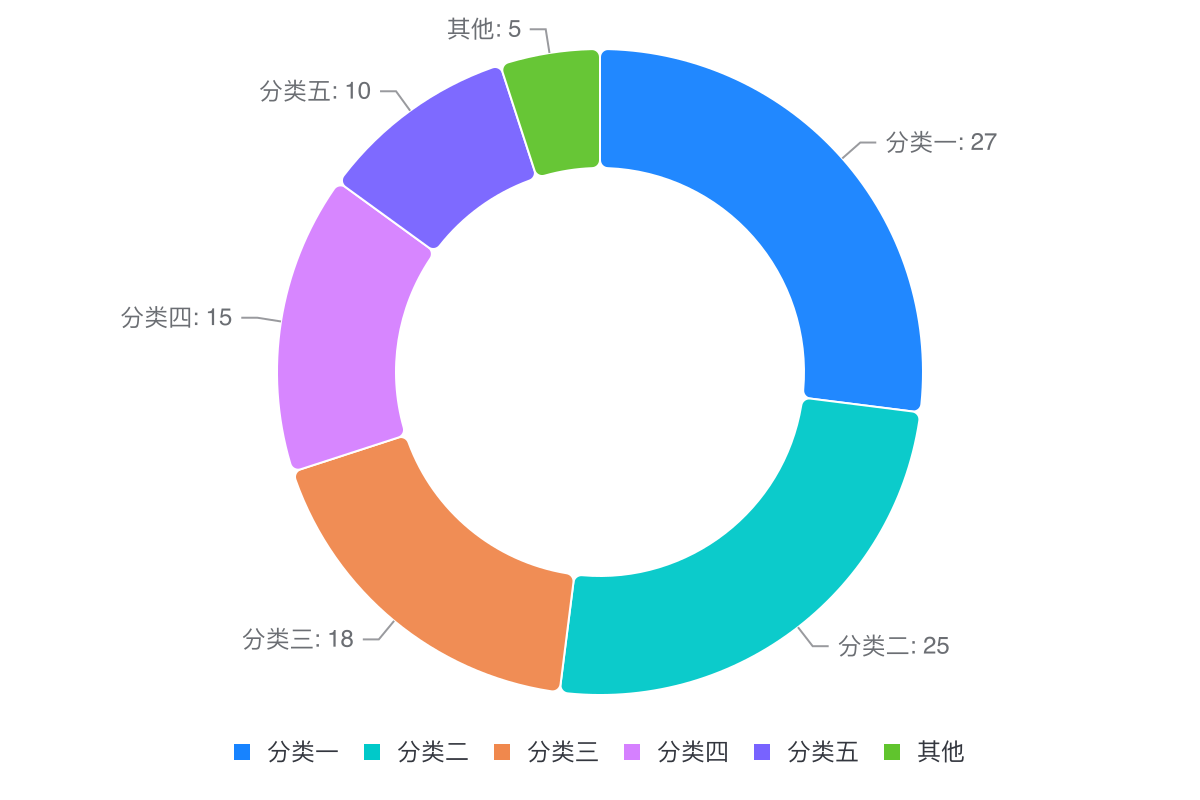 其他: 5
分类五: 10
分类一: 27
分类四: 15
分类三: 18
分类二: 25
分类一 分类二 分类三 分类四 分类五 其他